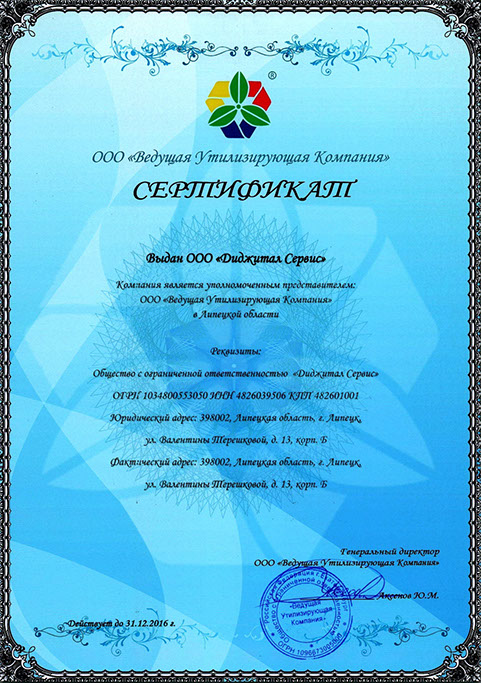 ®
ООО «Ведущая Утилизирующая Компания»
СЕРТИФИКАТ
Выдан ООО «Диджитал Сервис»
Компания является уполномоченным представителем:
ООО «Ведущая Утилизирующая Компания»
в Липецкой области
Реквизиты:
Общество с ограниченной ответственностью «Диджитал Сервис»
ОГРН 1034800553050 ИНН 4826039506 КПП 482601001
Юридический адрес: 398002, Липецкая область, г. Липецк,
ул. Валентины Терешковой, д. 13, корп. Б
Фактический адрес: 398002, Липецкая область, г. Липецк,
ул. Валентины Терешковой, д. 13, корп. Б
Генеральный директор
ООО «Ведущая Утилизирующая Компания»
Аксенов Ю.М.
«Ведущая
Утилизирующая
Компания»
Действует до 31.12.2016 г.